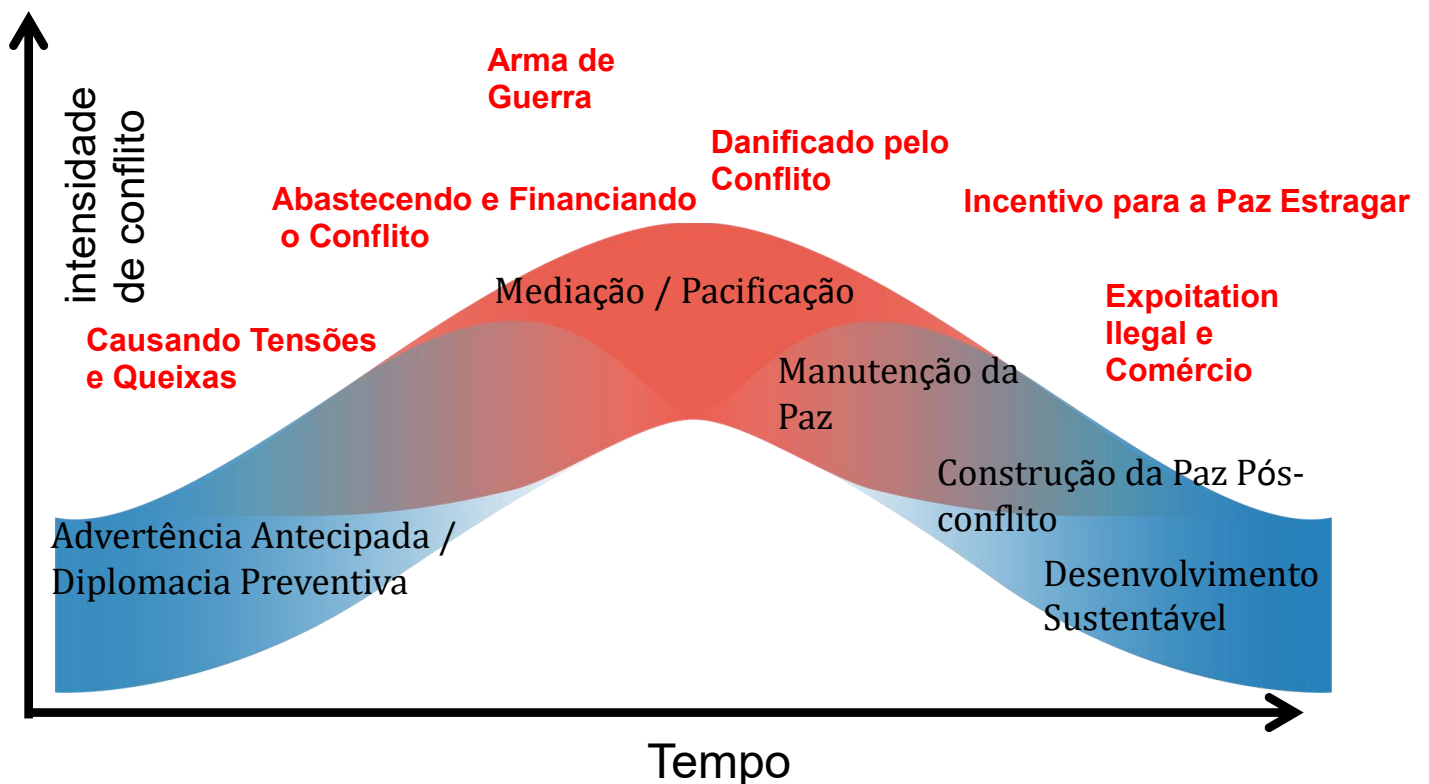 intensidade
de conflito
Arma de
Guerra
Danificado pelo
Conflito
Abastecendo e Financiando
o Conflito
Incentivo para a Paz Estragar
Mediação / Pacificação
Expoitation
Ilegal e
Comércio
Causando Tensões
e Queixas
Manutenção da
Paz
Construção da Paz Pós-
conflito
Advertência Antecipada /
Diplomacia Preventiva
Desenvolvimento
Sustentável
Tempo